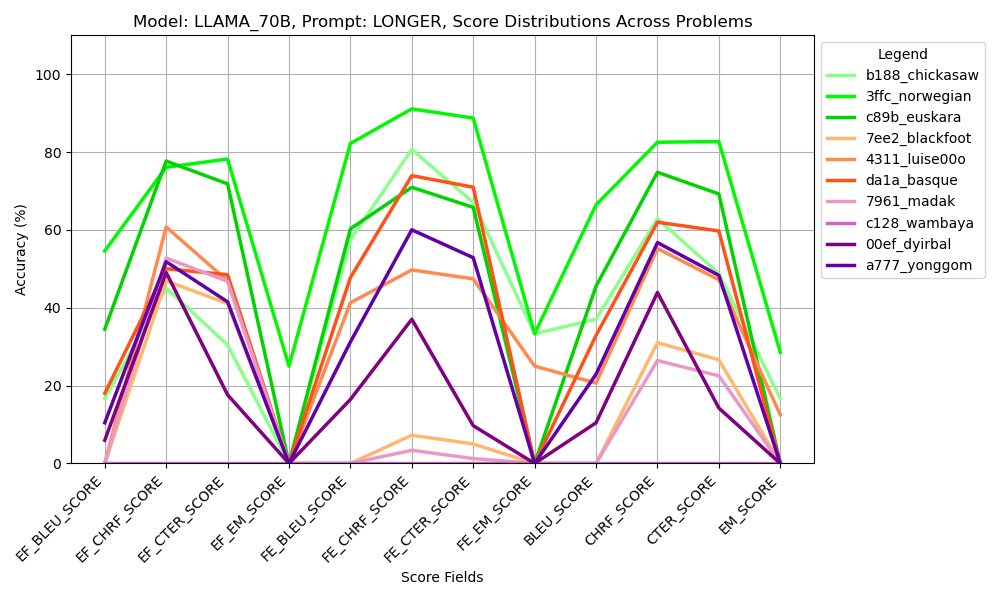 Model: LLAMA_70B, Prompt: LONGER, Score Distributions Across Problems
Accuracy (%)
100
80
60
40
20
0
EF_BLEU_SCORE
EF_CHRF_SCORE
EF_CTER_SCORE
EF_EM_SCORE
FE_BLEU_SCORE
FE_CHRF_SCORE
FE_CTER_SCORE
FE_EM_SCORE
BLEU_SCORE
CHRF_SCORE
CTER_SCORE
EM_SCORE
Score Fields
Legend
b188_chickasaw
3ffc_norwegian
c89b_euskara
7ee2_blackfoot
4311_luise00o
da1a_basque
7961_madak
c128_wambaya
00ef_dyirbal
a777_yonggom